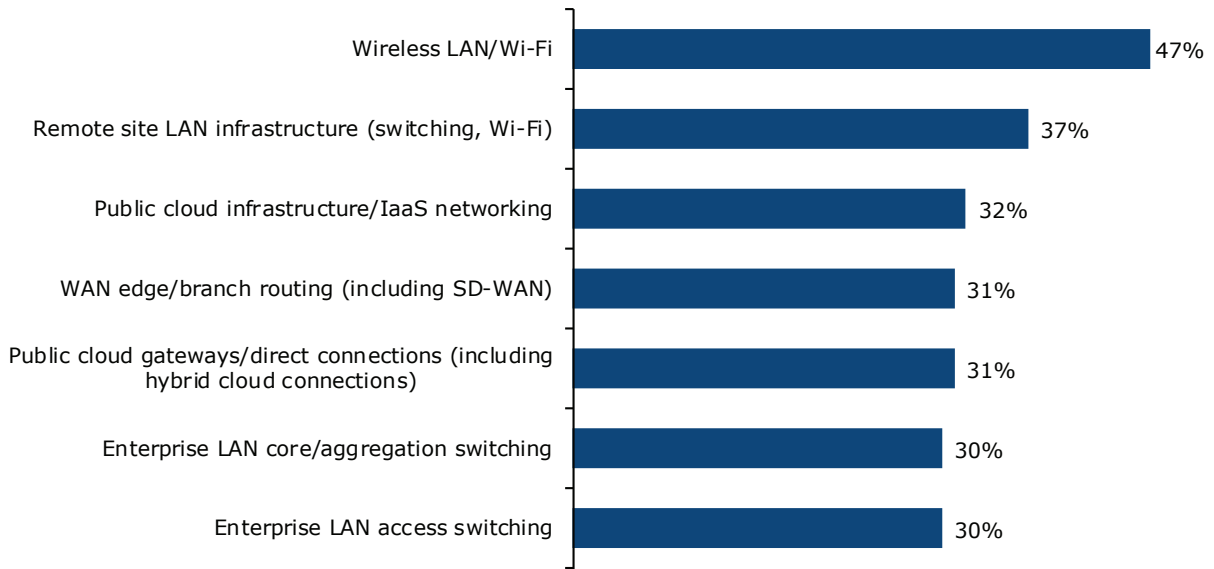 Wireless LAN/Wi-Fi
47%
Remote site LAN infrastructure (switching, Wi-Fi)
37%
Public cloud infrastructure/IaaS networking
32%
WAN edge/branch routing (including SD-WAN)
31%
Public cloud gateways/direct connections (including
hybrid cloud connections)
31%
Enterprise LAN core/aggregation switching
30%
Enterprise LAN access switching
30%